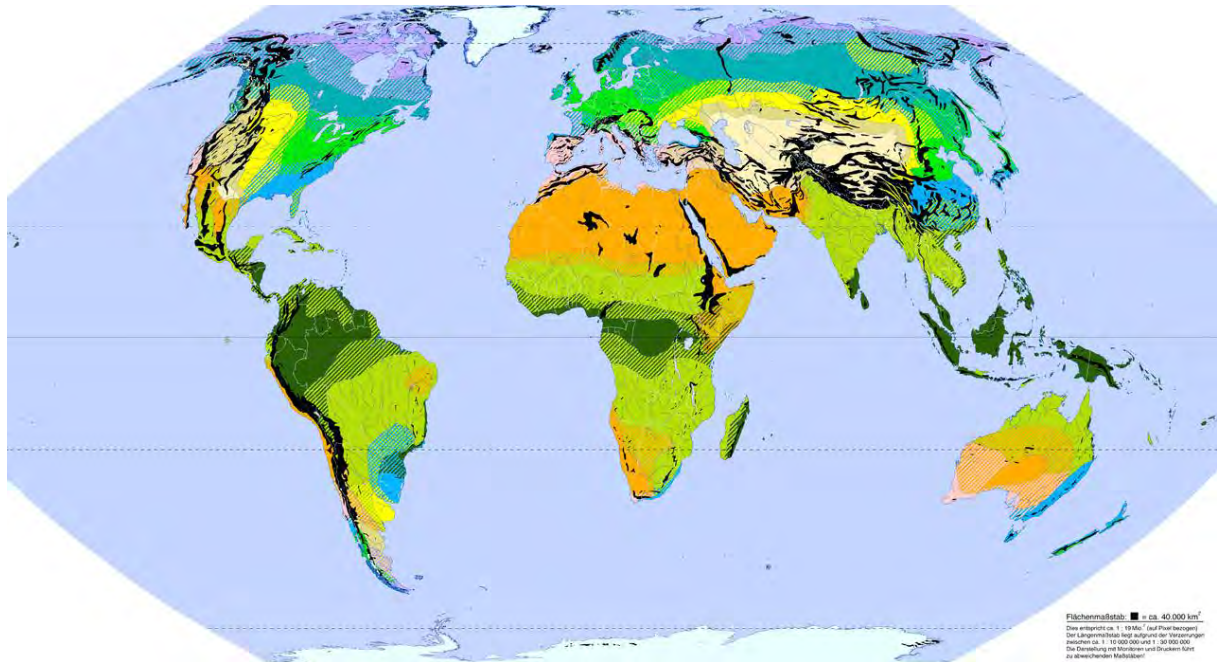 Flächenmaßstab: ■ = ca. 40.000 km²
Dies entspricht ca. 1 : 19 Mio.² (auf Pixel bezogen)
Der Längenmaßstab liegt aufgrund der Verzerrungen
zwischen ca. 1 : 10 000 000 und 1 : 30 000 000
Die Darstellung mit Monitoren und Druckern führt
zu abweichenden Maßstäben!